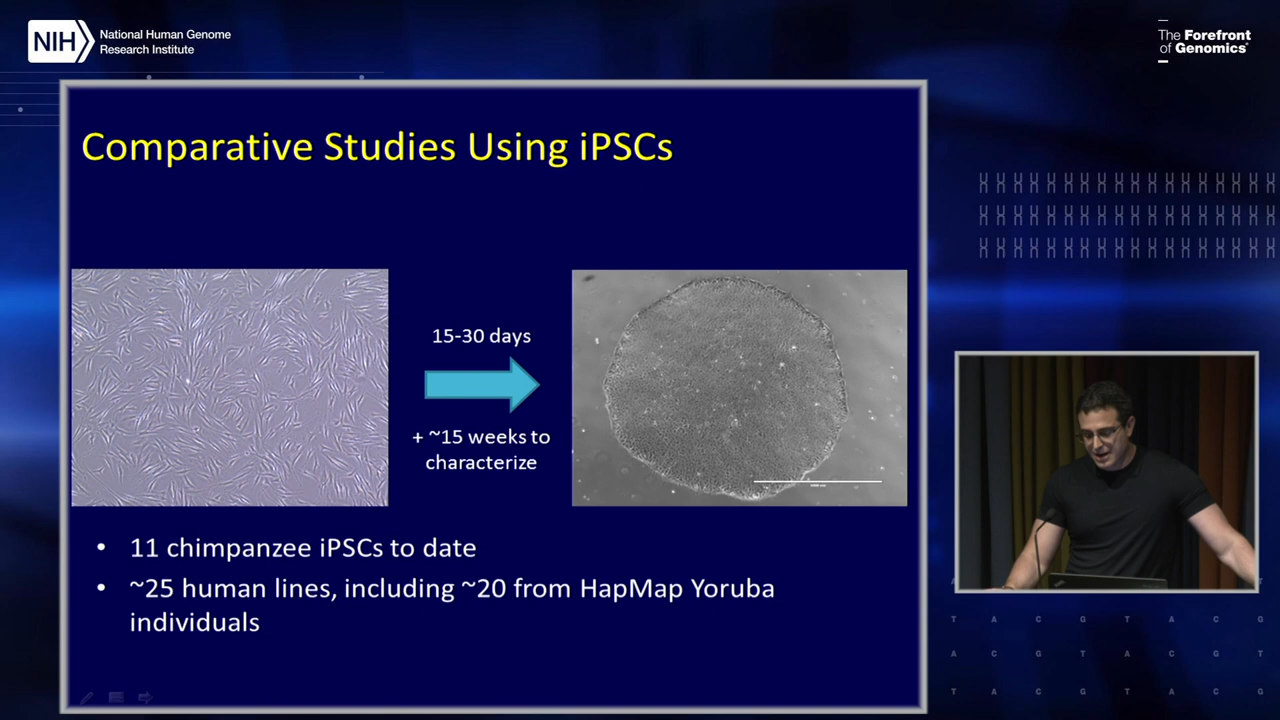 NIH
National Human Genome
Research Institute
The Forefront
of Genomics®
Comparative Studies Using iPSCs
15-30 days
+ ~15 weeks to
characterize
• 11 chimpanzee iPSCs to date
• ~25 human lines, including ~20 from HapMap Yoruba
individuals
T A C G T A C G
A C G T A C G T
T A C G T A C G